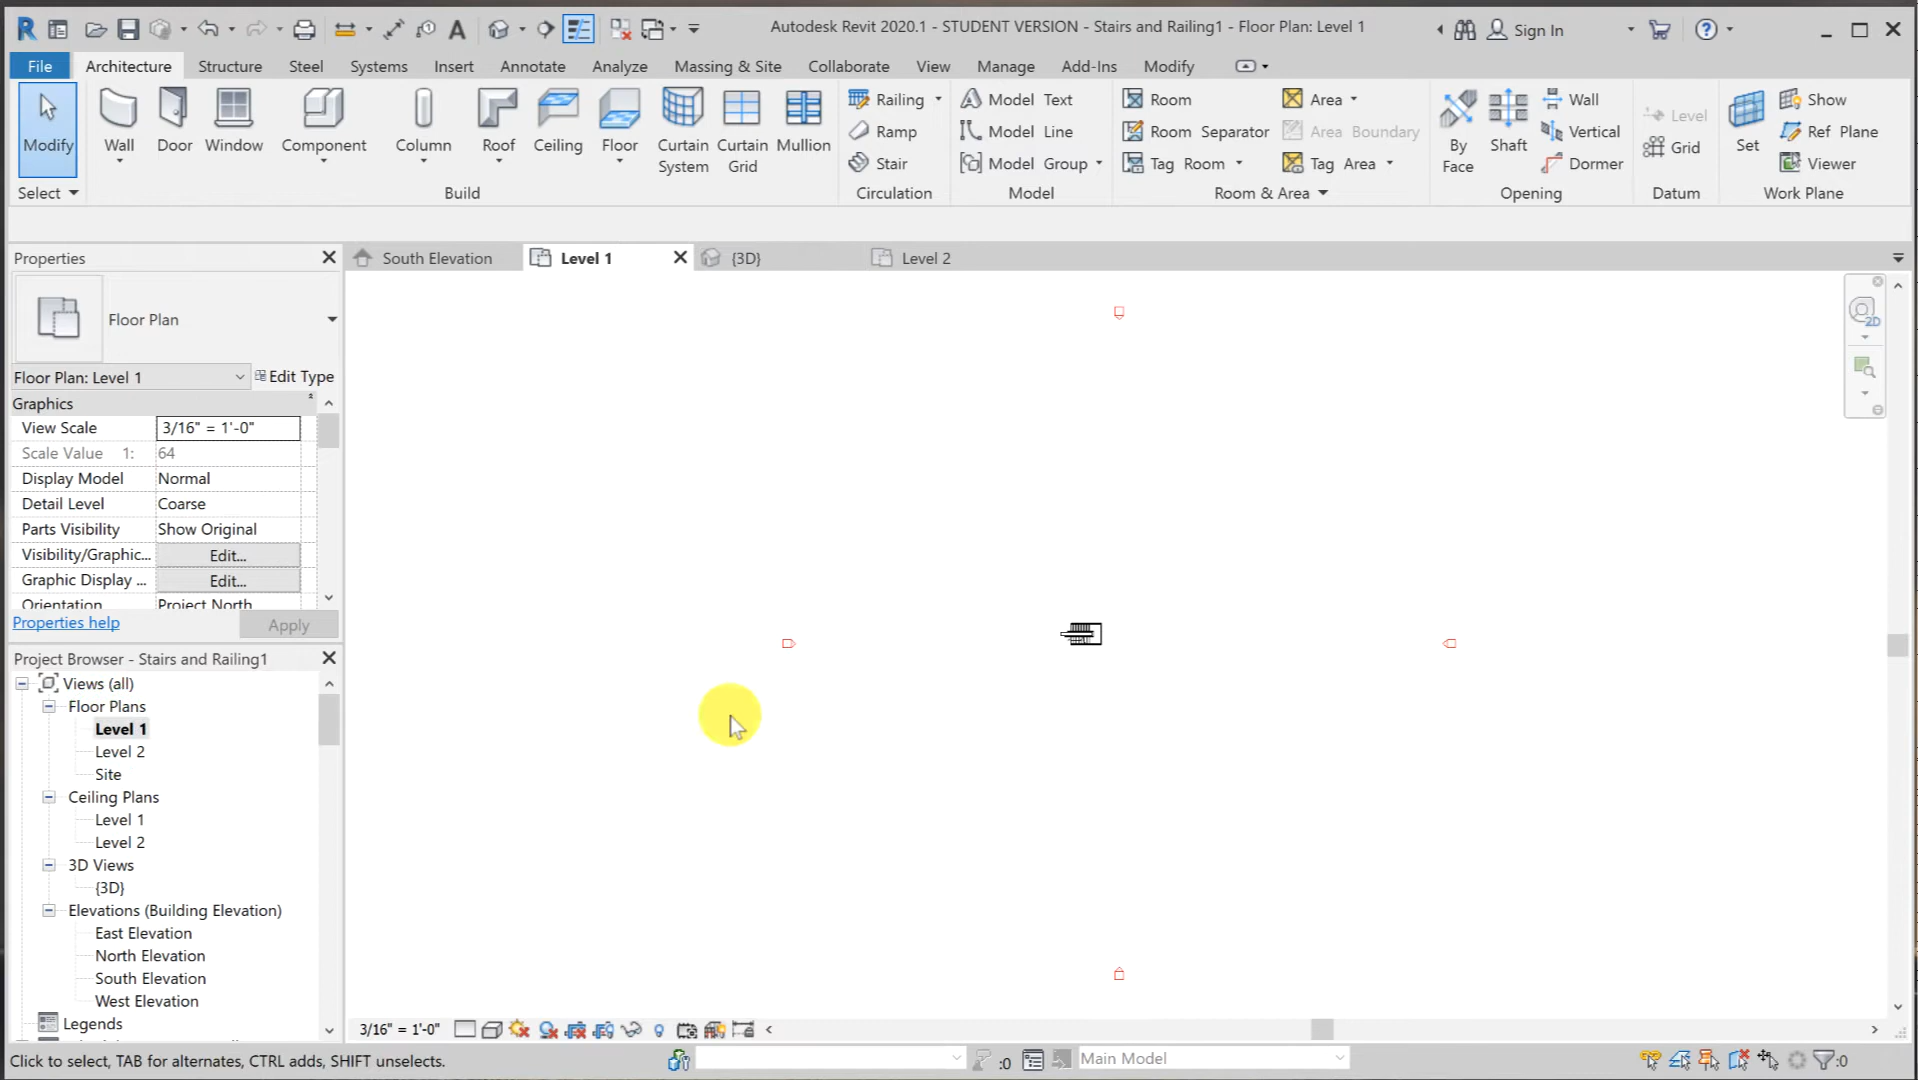 Autodesk Revit 2020.1 - STUDENT VERSION - Stairs and Railing1 - Floor Plan: Level 1
Sign In
File Architecture Structure Steel Systems Insert Annotate Analyze Massing & Site Collaborate View Manage Add-Ins Modify
Modify
Wall
Door
Window
Component
Column
Roof
Ceiling
Floor
Curtain System
Curtain Grid
Mullion
Railing
Ramp
Stair
Model Text
Model Line
Model Group
Room
Room Separator
Tag Room
Area
Area Boundary
Tag Area
By Face
Shaft
Wall
Vertical
Dormer
Level
Grid
Set
Show
Ref Plane
Viewer
Select Build Circulation Model Room & Area Opening Datum Work Plane
Properties
South Elevation Level 1 {3D} Level 2
2D
Floor Plan
Floor Plan: Level 1 Edit Type
Graphics
View Scale 3/16" = 1'-0"
Scale Value 1: 64
Display Model Normal
Detail Level Coarse
Parts Visibility Show Original
Visibility/Graphic... Edit...
Graphic Display ... Edit...
Orientation Project North
Properties help Apply
Project Browser - Stairs and Railing1
Views (all)
Floor Plans
Level 1
Level 2
Site
Ceiling Plans
Level 1
Level 2
3D Views
{3D}
Elevations (Building Elevation)
East Elevation
North Elevation
South Elevation
West Elevation
Legends
3/16" = 1'-0"
Click to select, TAB for alternates, CTRL adds, SHIFT unselects.
:0
Main Model
:0